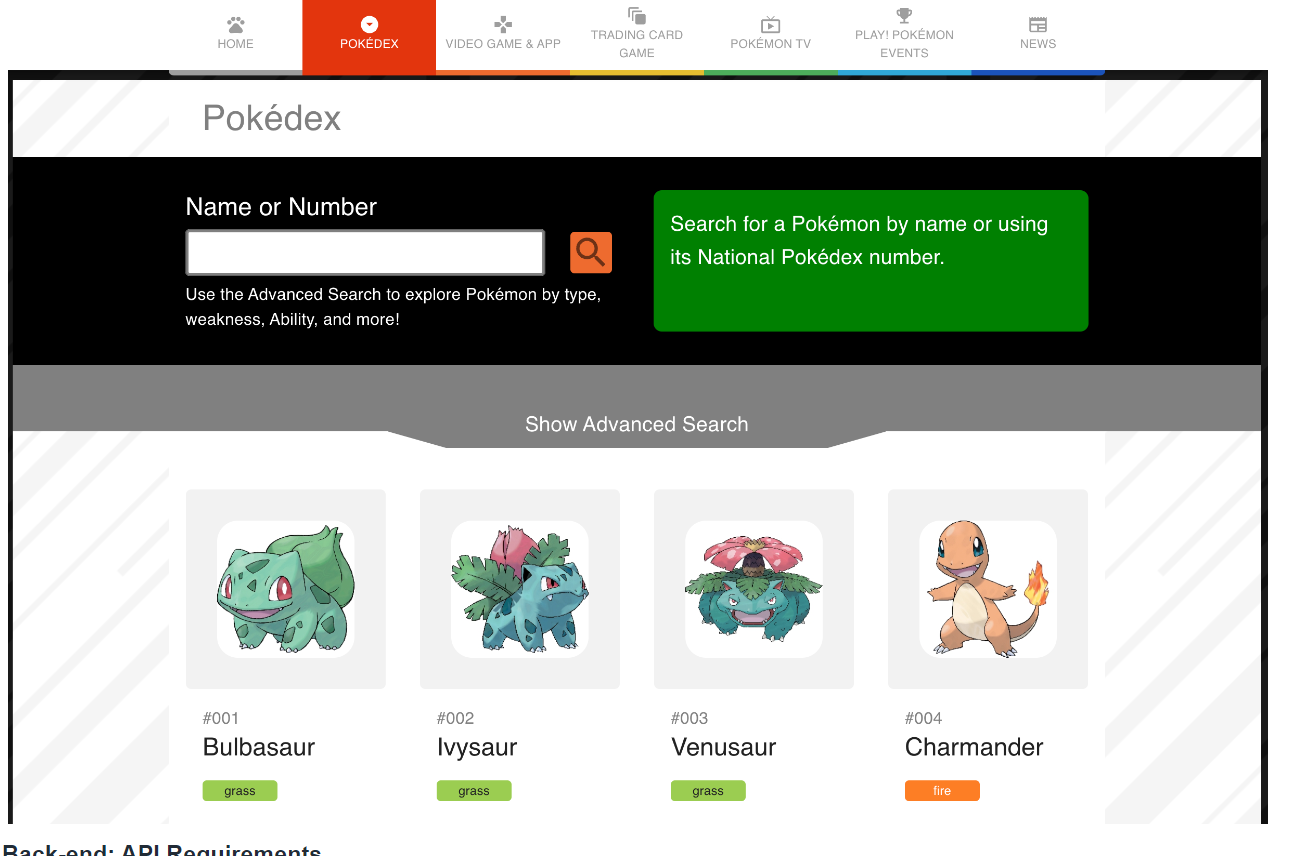 HOME
POKÉDEX
VIDEO GAME & APP
TRADING CARD
GAME
POKÉMON TV
PLAY! POKÉMON
EVENTS
NEWS
Pokédex
Name or Number
Use the Advanced Search to explore Pokémon by type,
weakness, Ability, and more!
Search for a Pokémon by name or using
its National Pokédex number.
Show Advanced Search
#001
Bulbasaur
grass
#002
Ivysaur
grass
#003
Venusaur
grass
#004
Charmander
fire
Back-end: API Requirements